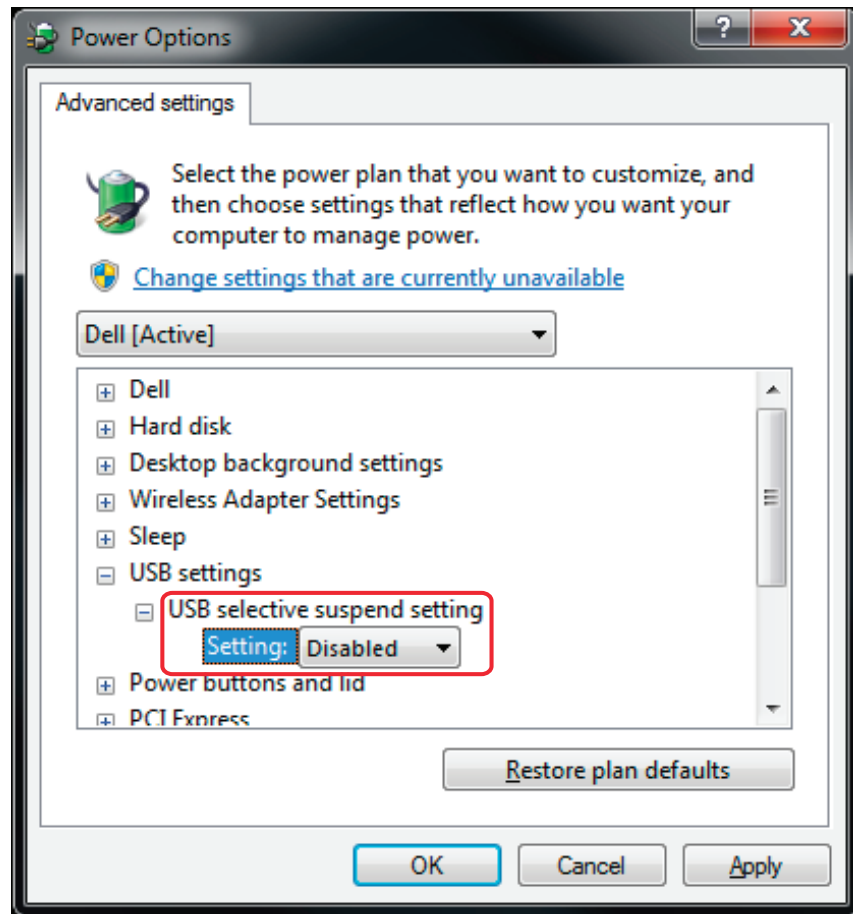 Power Options
?
X
Advanced settings
Select the power plan that you want to customize, and
then choose settings that reflect how you want your
computer to manage power.
Change settings that are currently unavailable
Dell [Active]
Dell
Hard disk
Desktop background settings
Wireless Adapter Settings
Sleep
USB settings
USB selective suspend setting
Setting: Disabled
Power buttons and lid
PCI Express
Restore plan defaults
OK Cancel Apply